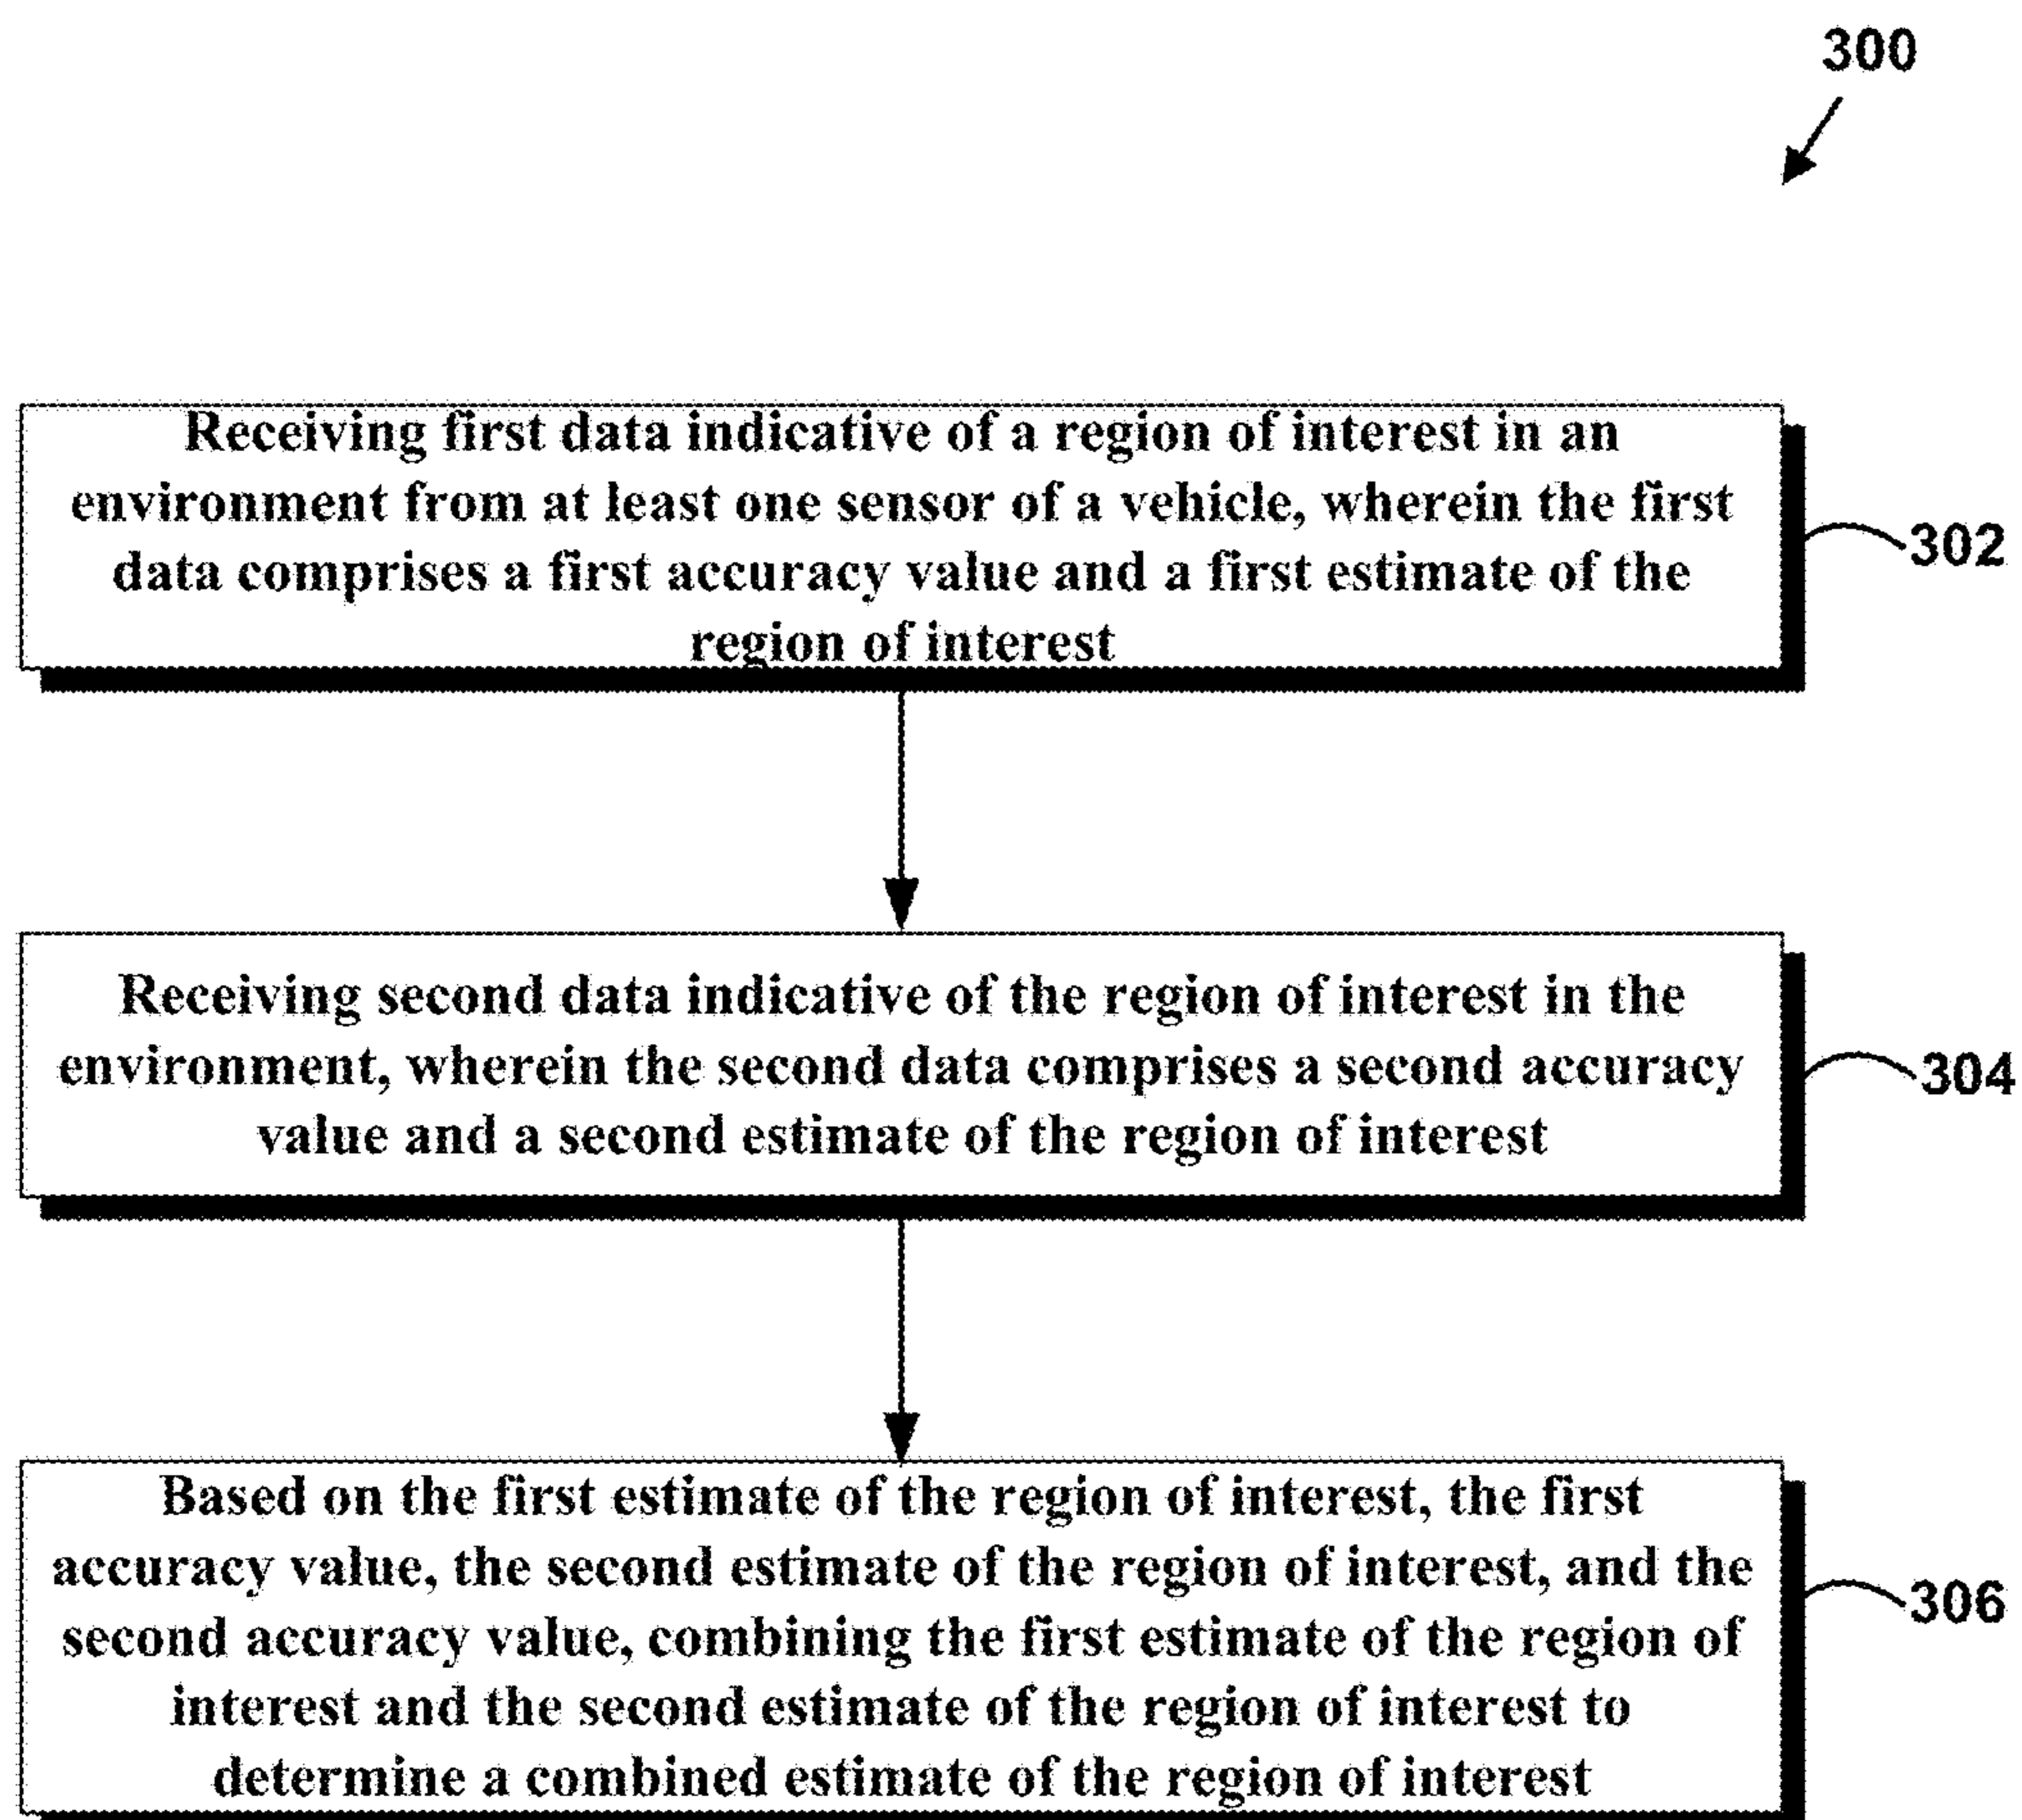 300
Receiving first data indicative of a region of interest in an
environment from at least one sensor of a vehicle, wherein the first
data comprises a first accuracy value and a first estimate of the
region of interest
302
Receiving second data indicative of the region of interest in the
environment, wherein the second data comprises a second accuracy
value and a second estimate of the region of interest
304
Based on the first estimate of the region of interest, the first
accuracy value, the second estimate of the region of interest, and the
second accuracy value, combining the first estimate of the region of
interest and the second estimate of the region of interest to
determine a combined estimate of the region of interest
306